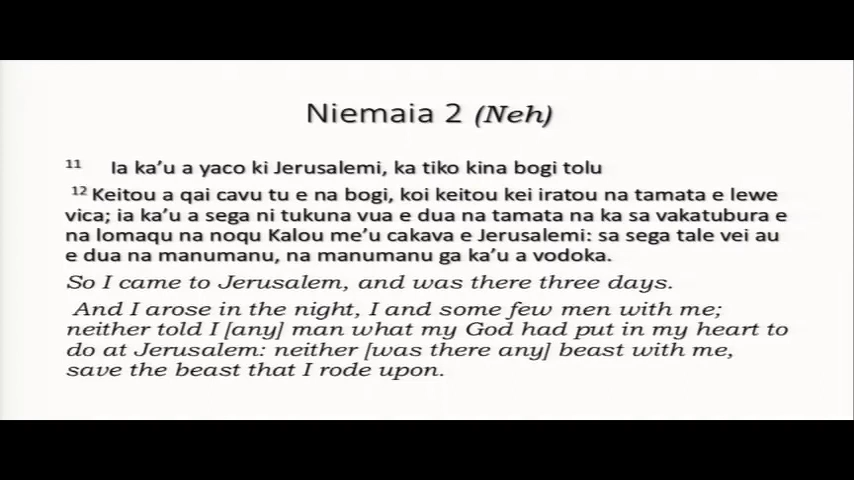 Niemaia 2 (Neh)
11 Ia ka’u a yaco ki Jerusalemi, ka tiko kina bogi tolu
12 Keitou a qai cavu tu e na bogi, koi keitou kei iratou na tamata e lewe
vica; ia ka’u a sega ni tukuna vua e dua na tamata na ka sa vakatubura e
na lomaqu na noqu Kalou me’u cakava e Jerusalemi: sa sega tale vei au
e dua na manumanu, na manumanu ga ka’u a vodoka.
So I came to Jerusalem, and was there three days.
And I arose in the night, I and some few men with me;
neither told I [any] man what my God had put in my heart to
do at Jerusalem: neither [was there any] beast with me,
save the beast that I rode upon.